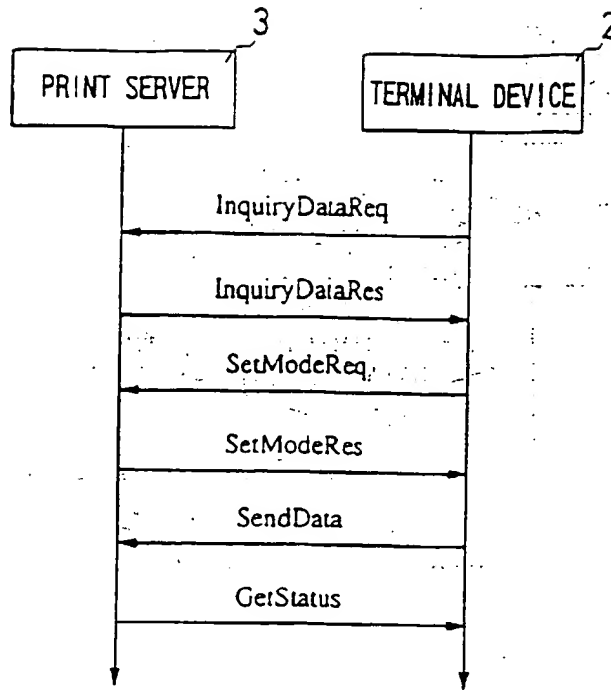 3
2
PRINT SERVER
TERMINAL DEVICE
InquiryDataReq
InquiryDataRes
SetModeReq
SetModeRes
SendData
GetStatus